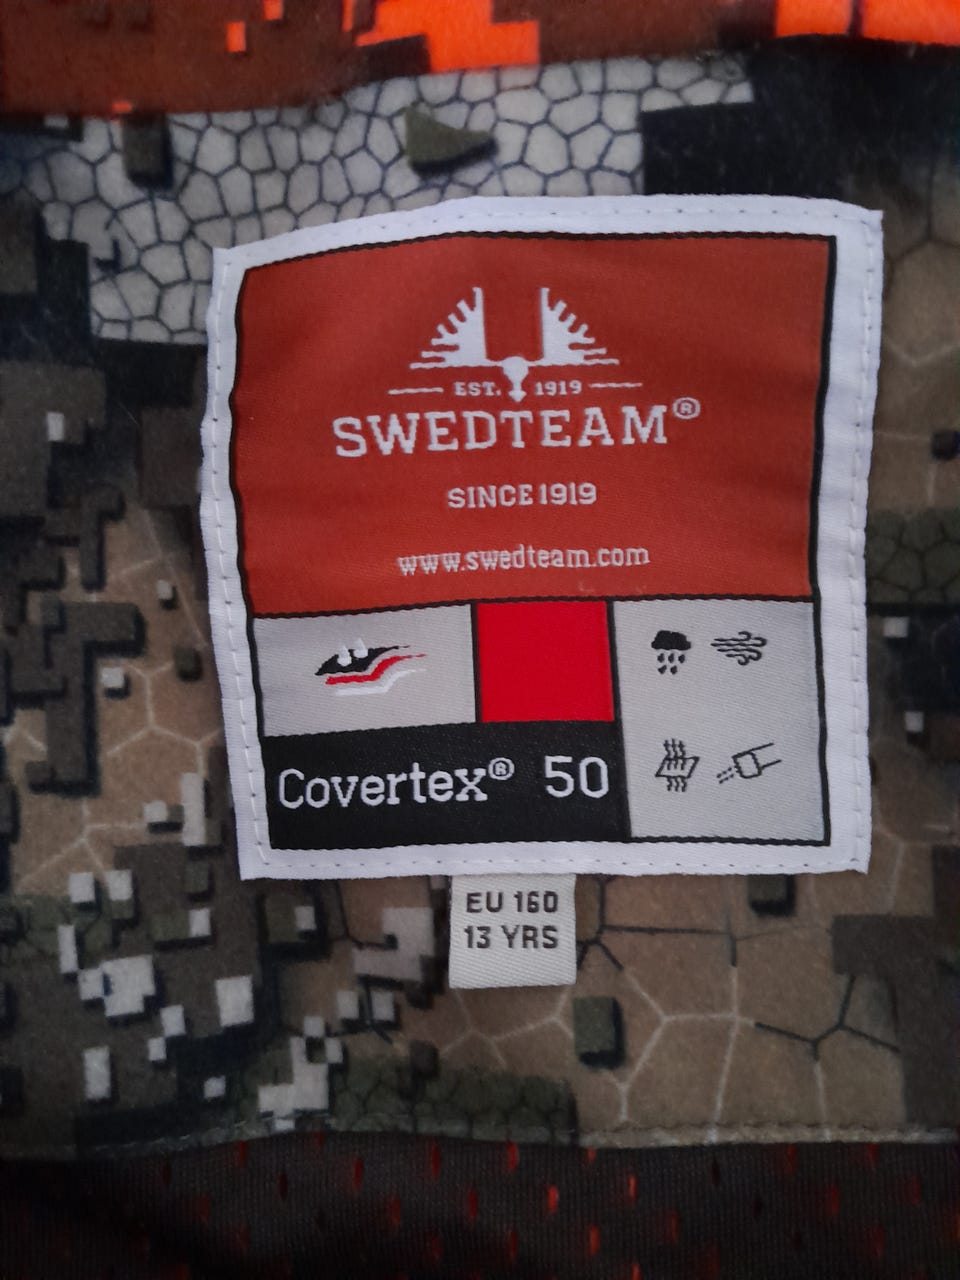 EST. 1919
SWEDTEAM®
SINCE 1919
www.swedteam.com
Covertex® 50
EU 160
13 YRS